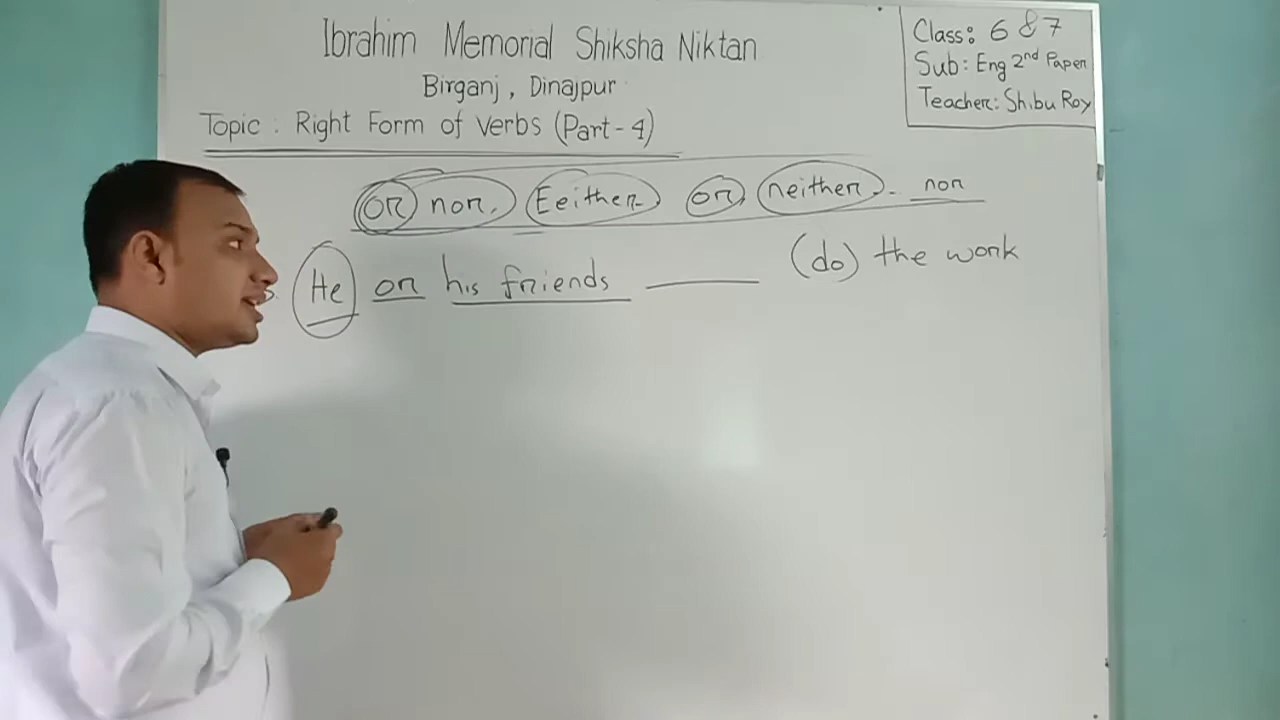 Ibrahim Memorial Shiksha Niktan
Birganj, Dinajpur
Class: 6 & 7
Sub: Eng 2nd Paper
Teacher: Shibu Roy
Topic: Right Form of Verbs (Part-4)
or nor, Eeither or, neither - nor
He or his friends ______ (do) the work